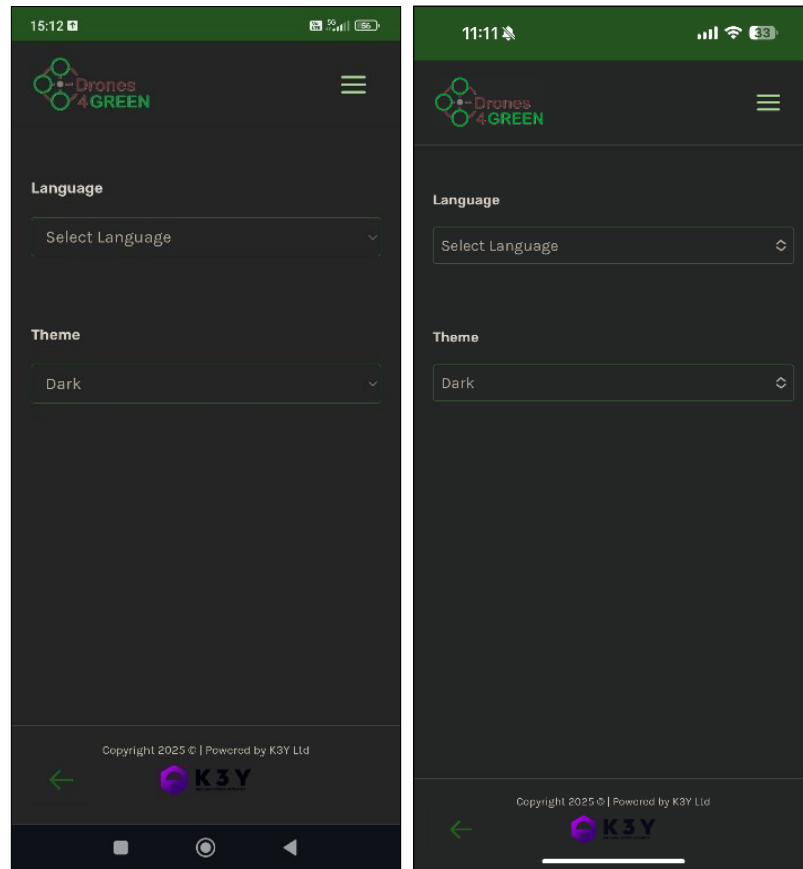 15:12
56
Drones
4GREEN
Language
Select Language
Theme
Dark
Copyright 2025 © | Powered by K3Y Ltd
K3Y
11:11
33
Drones
4GREEN
Language
Select Language
Theme
Dark
Copyright 2025 © | Powered by K3Y Ltd
K3Y